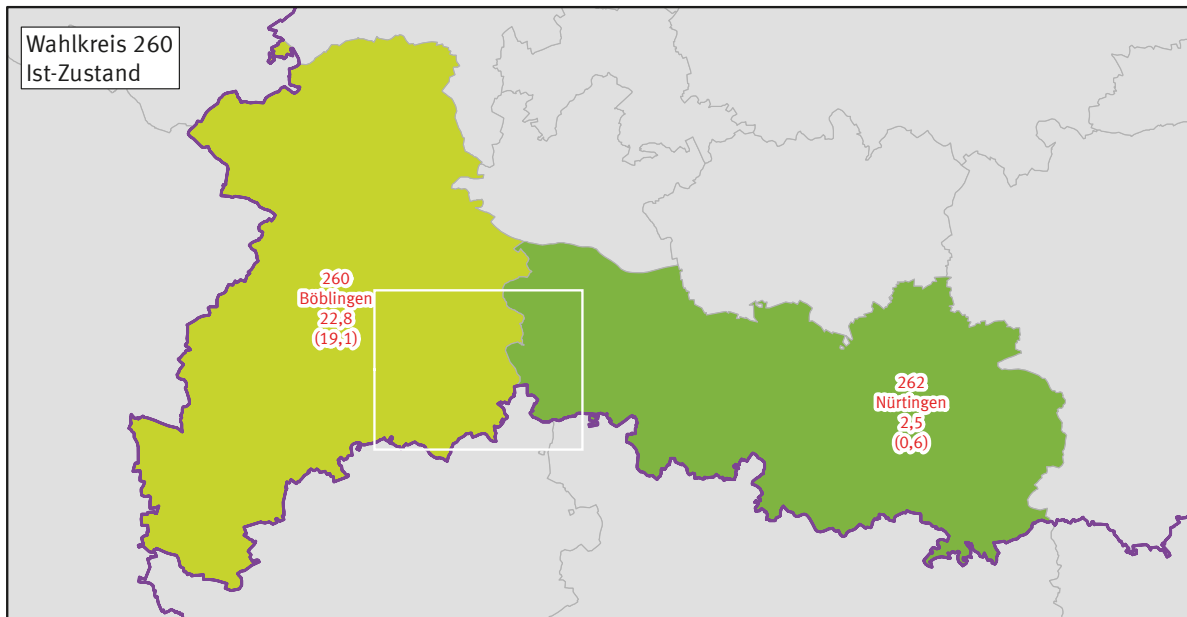 Wahlkreis 260
Ist-Zustand
260
Böblingen
22,8
(19,1)
262
Nürtingen
2,5
(0,6)